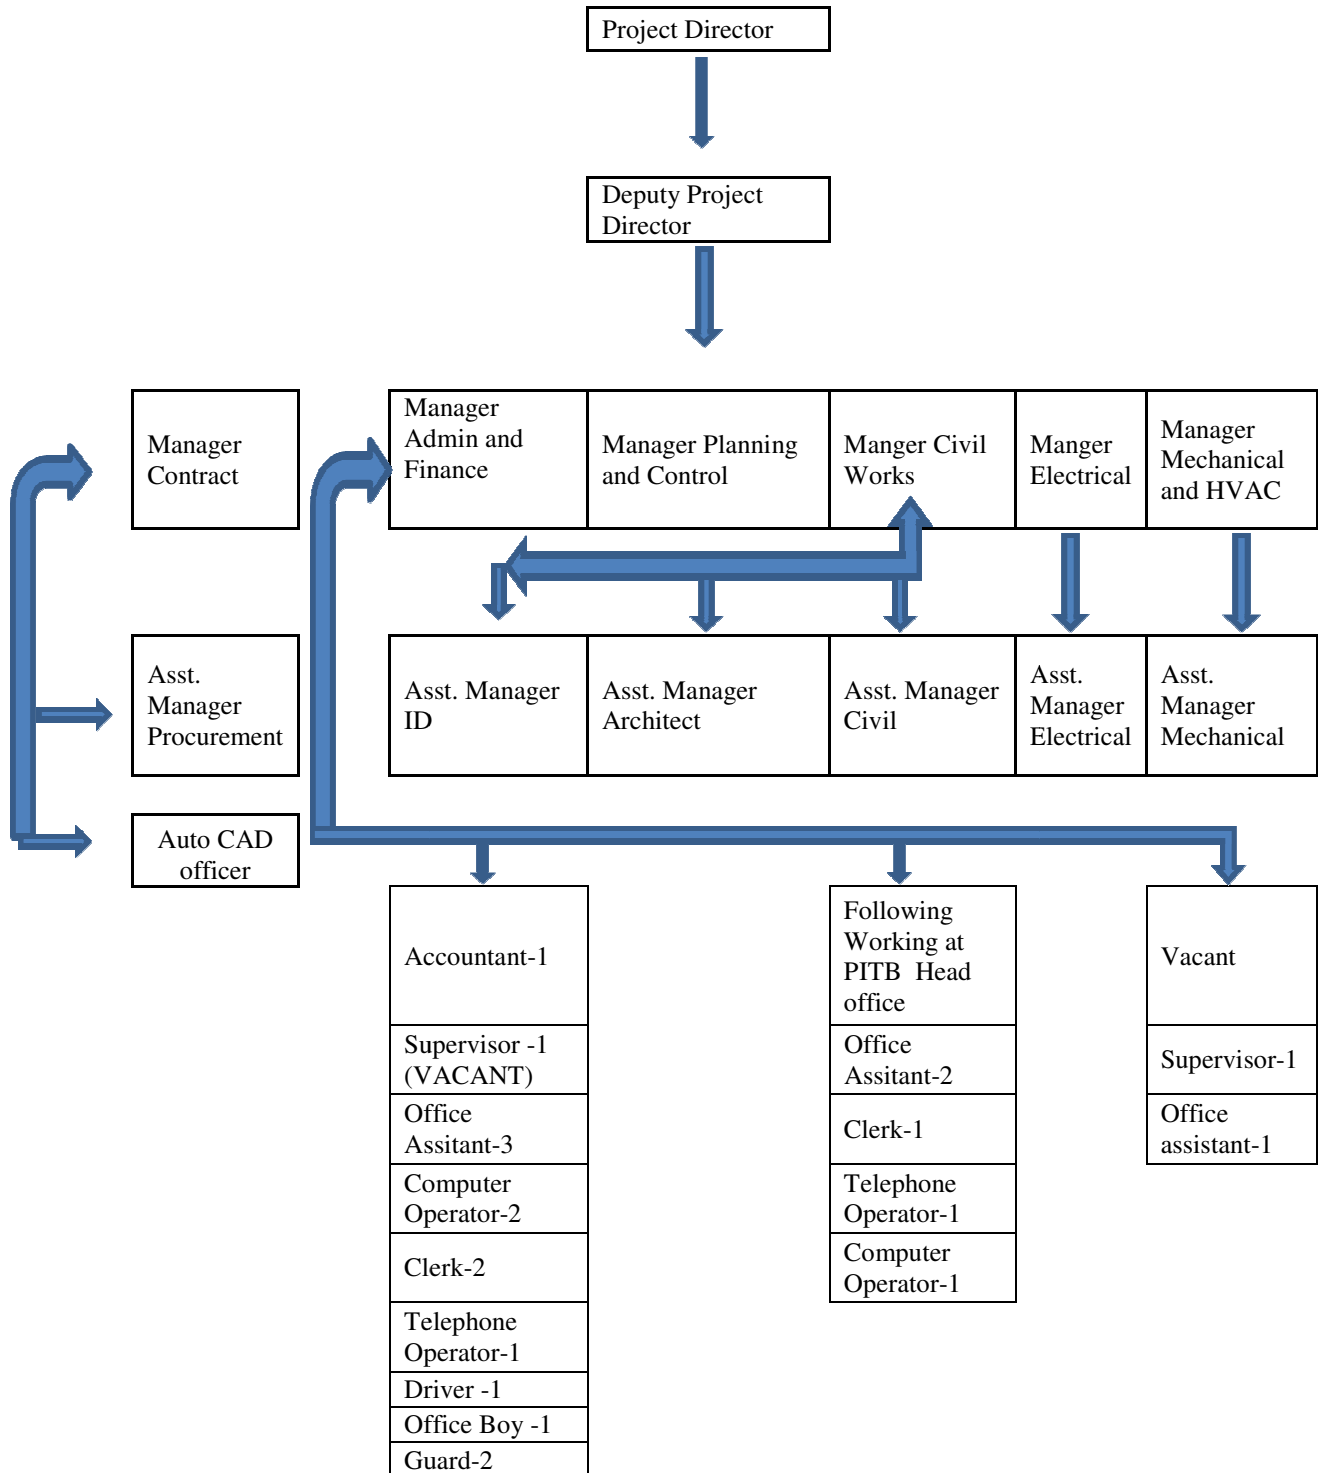 Project Director
Deputy Project
Director
Manager
Contract
Manager
Admin and
Finance
Manager Planning
and Control
Manger Civil
Works
Manger
Electrical
Manager
Mechanical
and HVAC
Asst.
Manager
Procurement
Asst. Manager
ID
Asst. Manager
Architect
Asst. Manager
Civil
Asst.
Manager
Electrical
Asst.
Manager
Mechanical
Auto CAD
officer
Accountant-1
Supervisor -1
(VACANT)
Office
Assitant-3
Computer
Operator-2
Clerk-2
Telephone
Operator-1
Driver -1
Office Boy -1
Guard-2
Following
Working at
PITB  Head
office
Office
Assitant-2
Clerk-1
Telephone
Operator-1
Computer
Operator-1
Vacant
Supervisor-1
Office
assistant-1